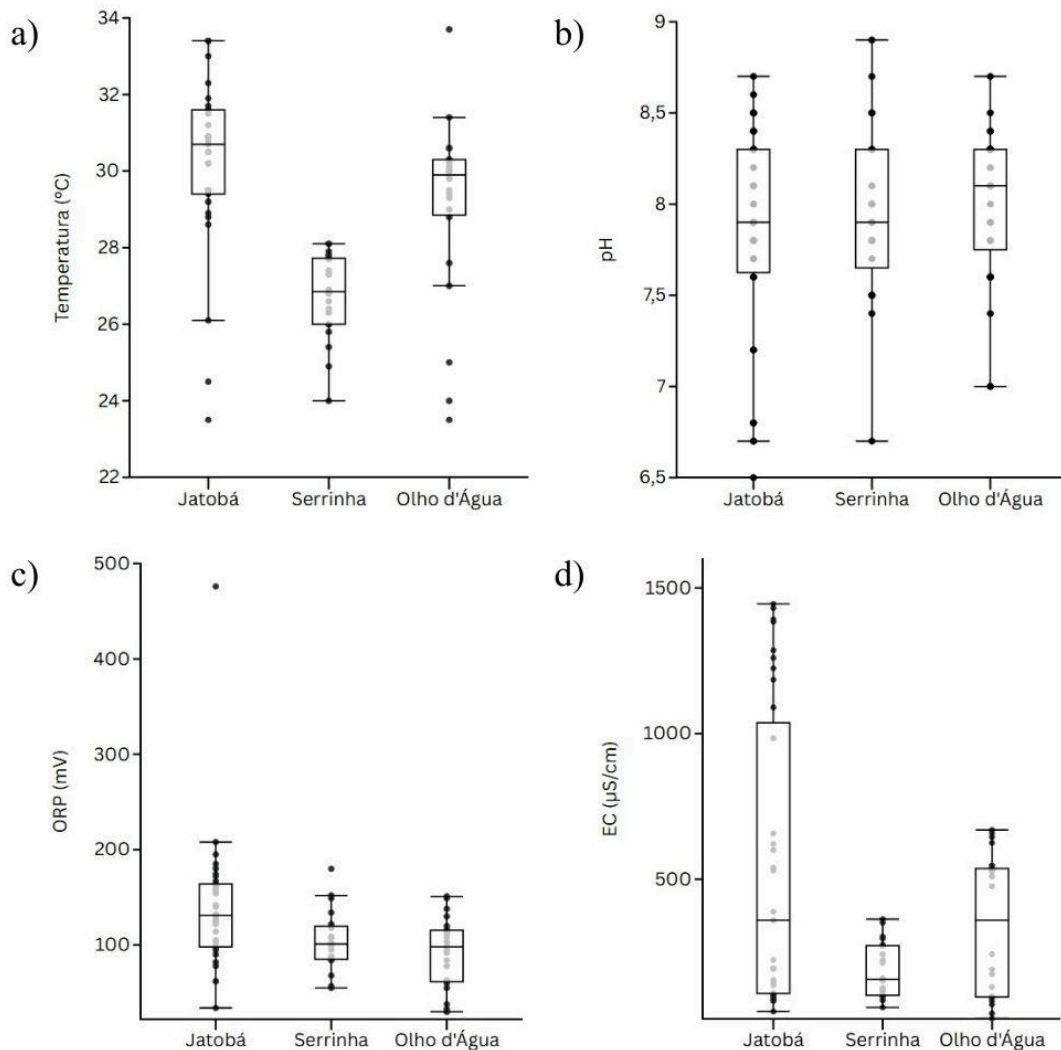 a)
Temperatura (°C)
34
32
30
28
26
24
22
Jatobá Serrinha Olho d'Água
b)
pH
9
8,5
8
7,5
7
6,5
Jatobá Serrinha Olho d'Água
c)
ORP (mV)
500
400
300
200
100
Jatobá Serrinha Olho d'Água
d)
EC (µS/cm)
1500
1000
500
Jatobá Serrinha Olho d'Água